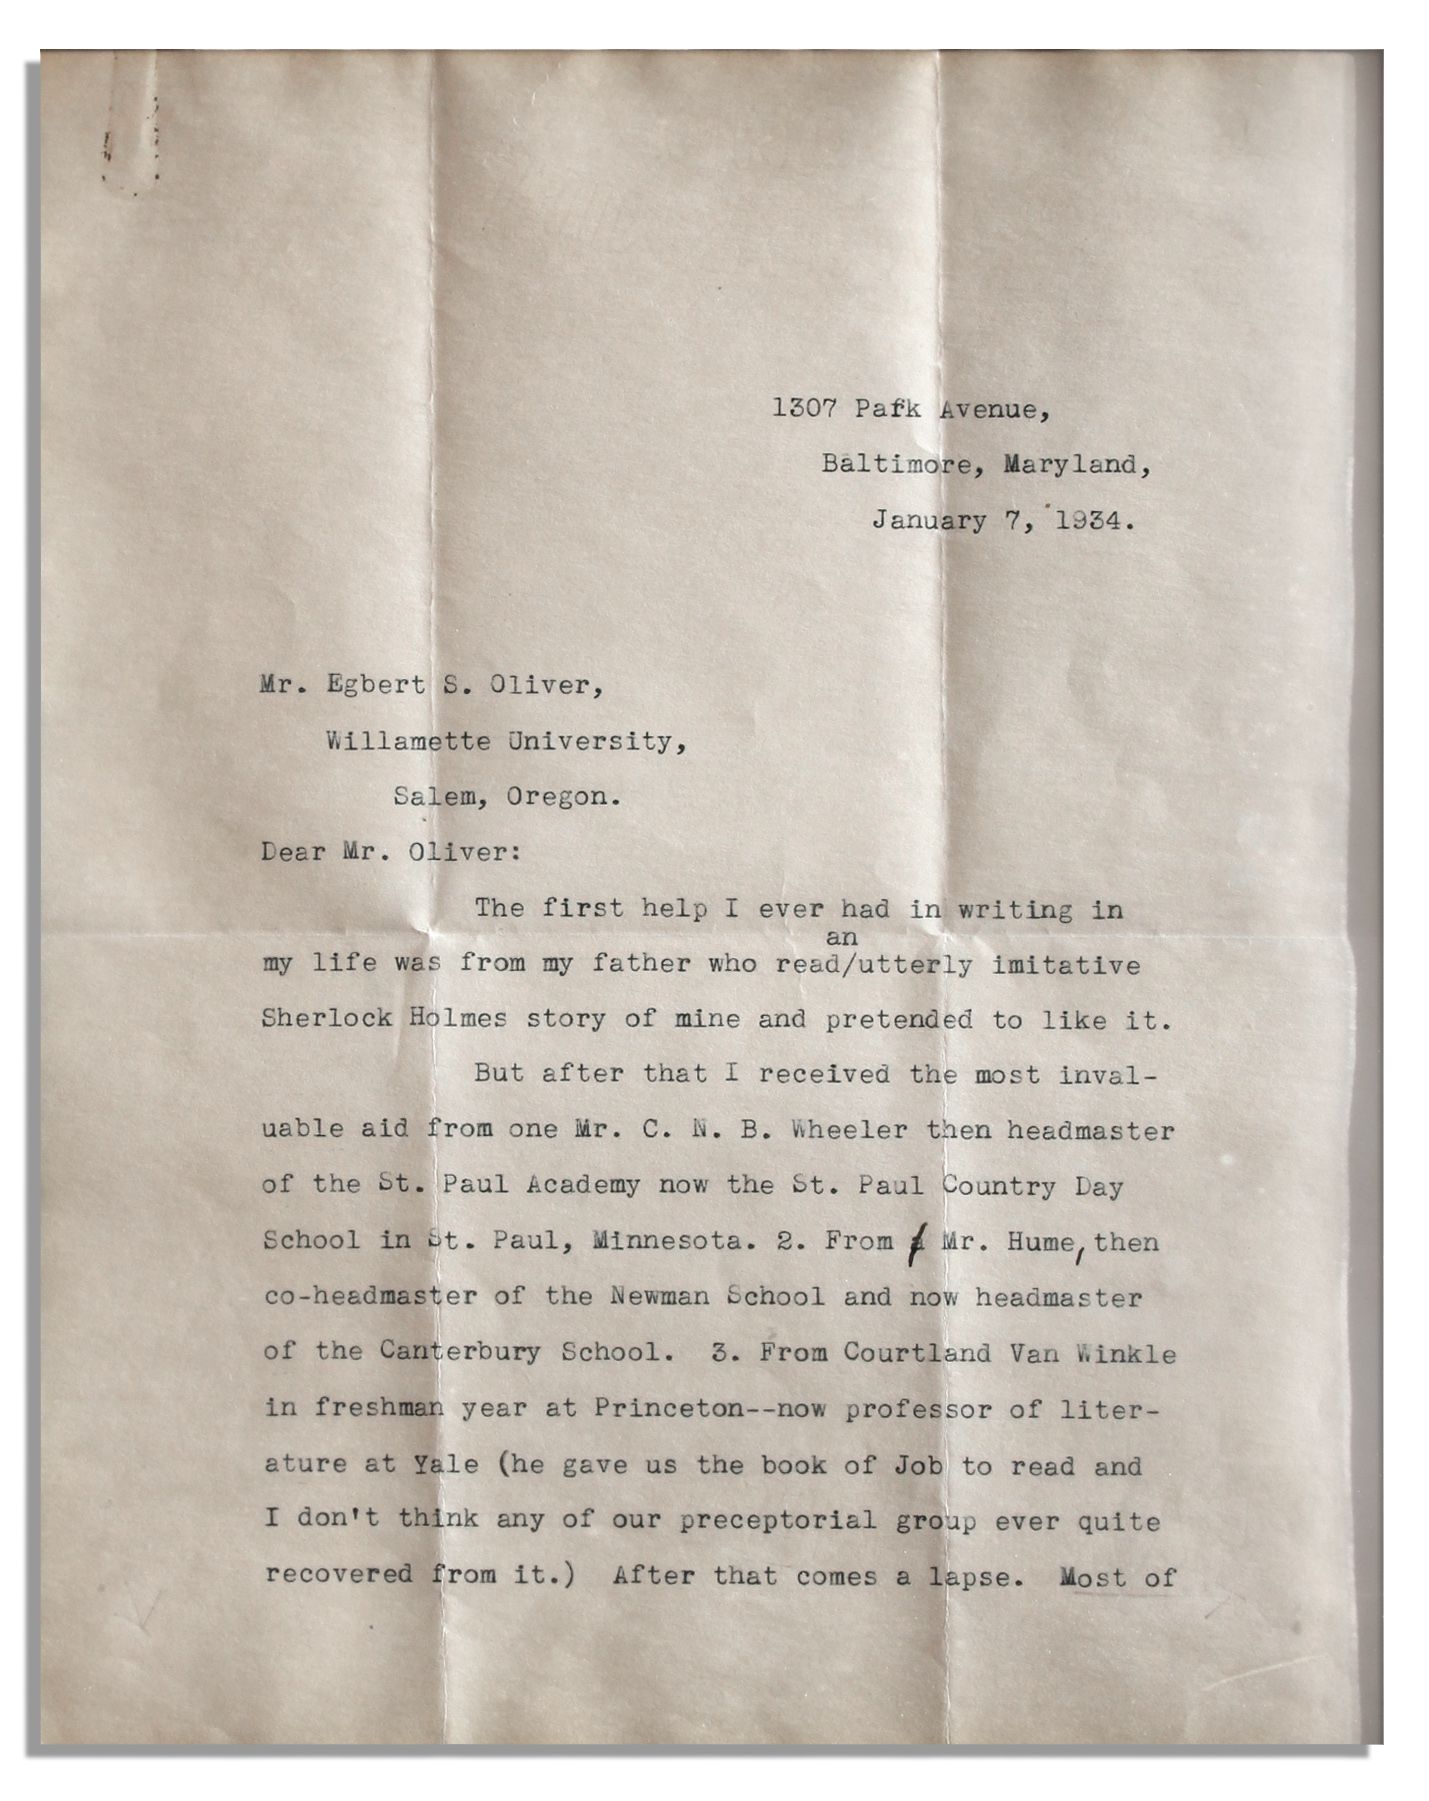 1307 Park Avenue,
Baltimore, Maryland,
January 7, 1934.
Mr. Egbert S. Oliver,
Willamette University,
Salem, Oregon.
Dear Mr. Oliver:
The first help I ever had in writing in
an
my life was from my father who read/utterly imitative
Sherlock Holmes story of mine and pretended to like it.
But after that I received the most inval-
uable aid from one Mr. C. N. B. Wheeler then headmaster
of the St. Paul Academy now the St. Paul Country Day
School in St. Paul, Minnesota. 2. From Mr. Hume, then
co-headmaster of the Newman School and now headmaster
of the Canterbury School. 3. From Courtland Van Winkle
in freshman year at Princeton--now professor of liter-
ature at Yale (he gave us the book of Job to read and
I don't think any of our preceptorial group ever quite
recovered from it.) After that comes a lapse. Most of